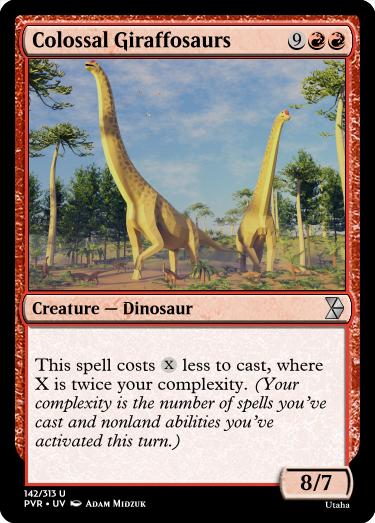 Colossal Giraffosaurs 9
Creature — Dinosaur
This spell costs X less to cast, where
X is twice your complexity. (Your
complexity is the number of spells you've
cast and nonland abilities you've
activated this turn.)
8/7
142/313 U
PVR • UV Adam Midzuk
Utaha